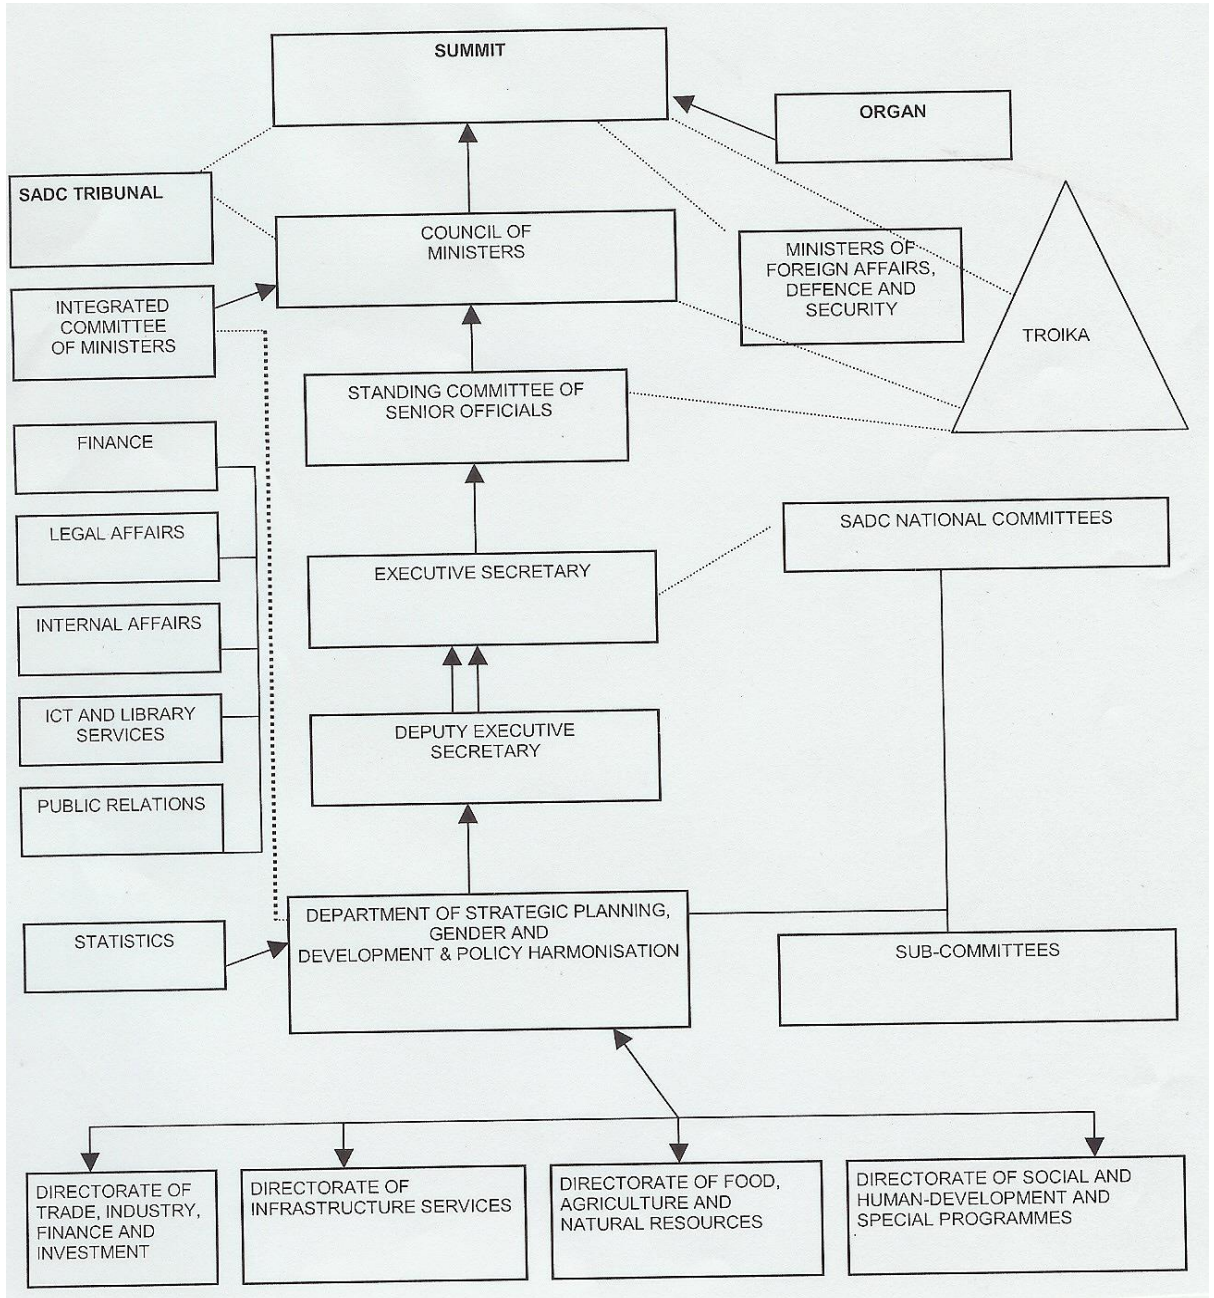 SUMMIT
ORGAN
SADC TRIBUNAL
COUNCIL OF
MINISTERS
MINISTERS OF
FOREIGN AFFAIRS,
DEFENCE AND
SECURITY
INTEGRATED
COMMITTEE
OF MINISTERS
TROIKA
STANDING COMMITTEE OF
SENIOR OFFICIALS
FINANCE
LEGAL AFFAIRS
INTERNAL AFFAIRS
ICT AND LIBRARY
SERVICES
PUBLIC RELATIONS
EXECUTIVE SECRETARY
SADC NATIONAL COMMITTEES
DEPUTY EXECUTIVE
SECRETARY
STATISTICS
DEPARTMENT OF STRATEGIC PLANNING,
GENDER AND
DEVELOPMENT & POLICY HARMONISATION
SUB-COMMITTEES
DIRECTORATE OF
TRADE, INDUSTRY,
FINANCE AND
INVESTMENT
DIRECTORATE OF
INFRASTRUCTURE SERVICES
DIRECTORATE OF FOOD,
AGRICULTURE AND
NATURAL RESOURCES
DIRECTORATE OF SOCIAL AND
HUMAN-DEVELOPMENT AND
SPECIAL PROGRAMMES